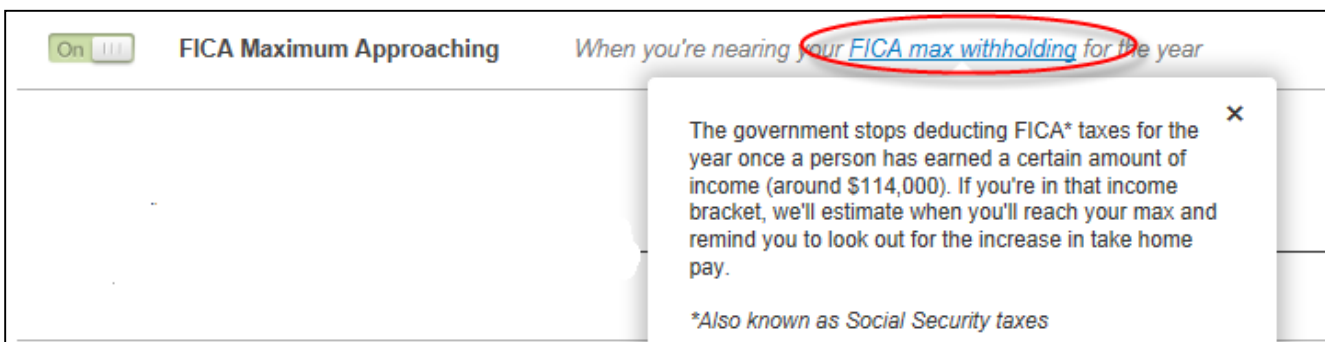 On FICA Maximum Approaching When you're nearing your FICA max withholding for the year
×
The government stops deducting FICA* taxes for the
year once a person has earned a certain amount of
income (around $114,000). If you're in that income
bracket, we'll estimate when you'll reach your max and
remind you to look out for the increase in take home
pay.
*Also known as Social Security taxes